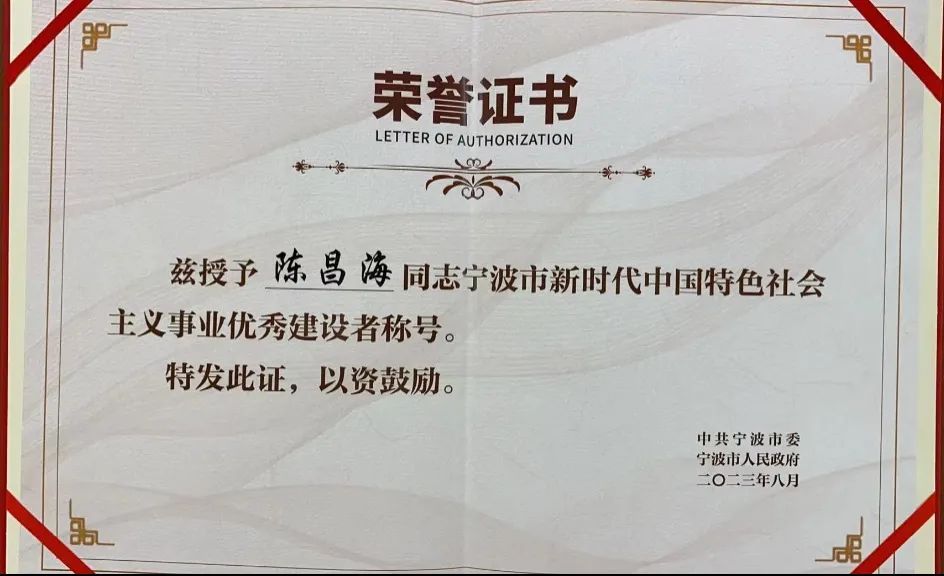 荣誉证书
LETTER OF AUTHORIZATION
兹授予 陈昌海 同志宁波市新时代中国特色社会
主义事业优秀建设者称号。
特发此证，以资鼓励。
中共宁波市委
宁波市人民政府
二〇二三年八月